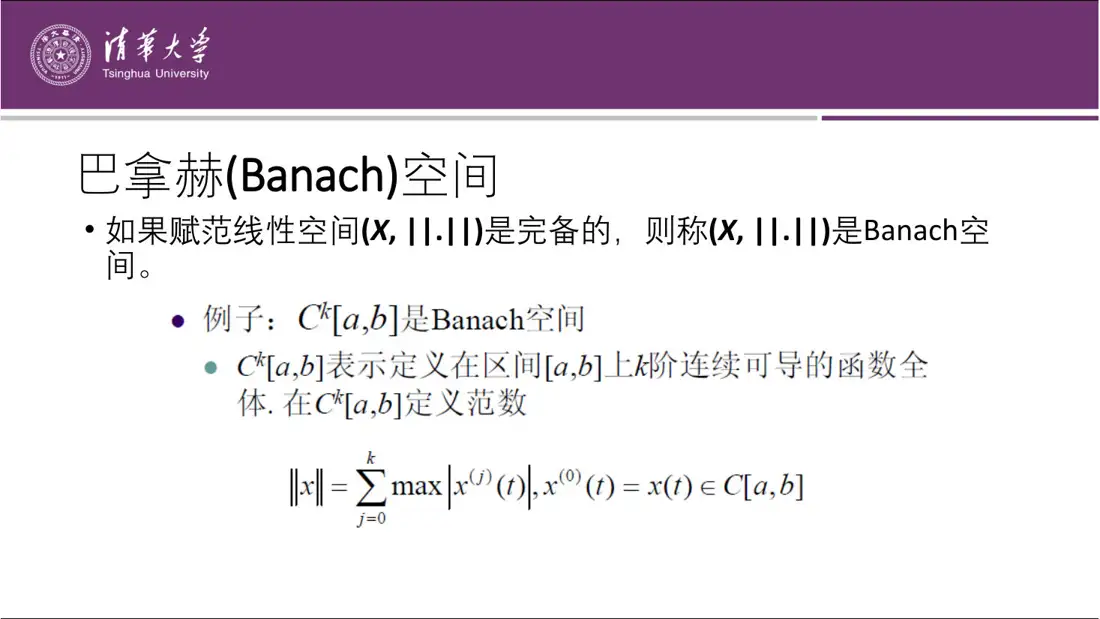 清华大学
Tsinghua University
巴拿赫(Banach)空间
• 如果赋范线性空间(X, ||.||)是完备的，则称(X, ||.||)是Banach空
间。
● 例子：C^k[a,b]是Banach空间
● C^k[a,b]表示定义在区间[a,b]上k阶连续可导的函数全
体. 在C^k[a,b]定义范数
‖x‖ = ∑_{j=0}^{k} max|x^{(j)}(t)|, x^{(0)}(t) = x(t) ∈ C[a,b]